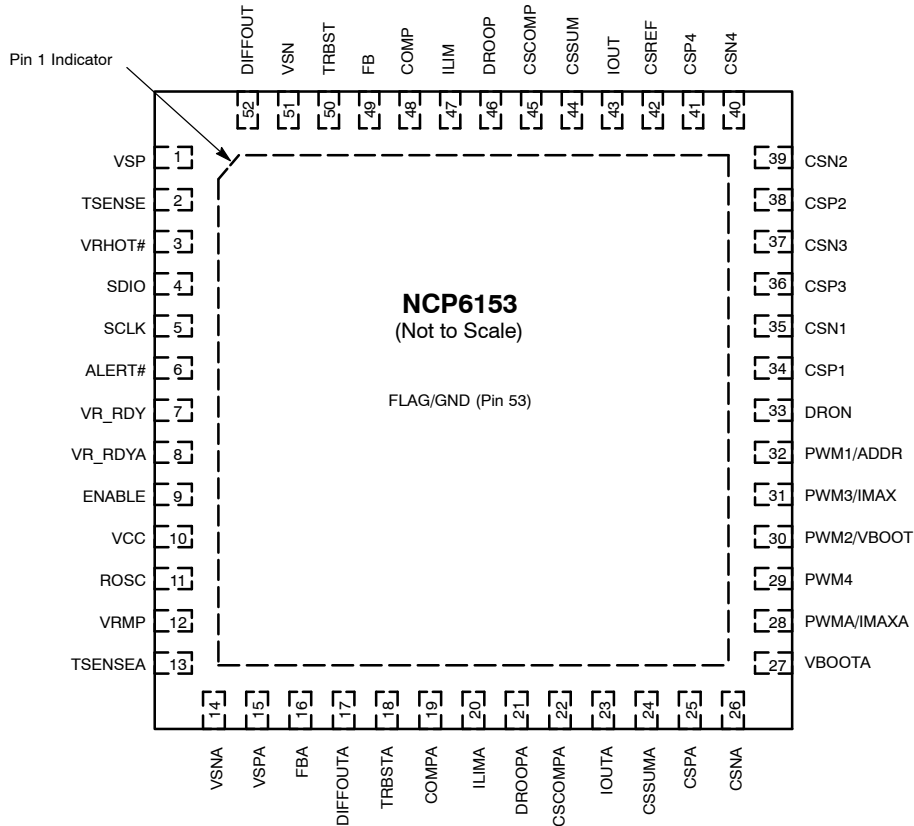 DIFFOUT
VSN
TRBST
FB
COMP
ILIM
DROOP
CSCOMP
CSSUM
IOUT
CSREF
CSP4
CSN4
Pin 1 Indicator
52
51
50
49
48
47
46
45
44
43
42
41
40
VSP 1
TSENSE 2
VRHOT# 3
SDIO 4
SCLK 5
ALERT# 6
VR_RDY 7
VR_RDYA 8
ENABLE 9
VCC 10
ROSC 11
VRMP 12
TSENSEA 13
NCP6153
(Not to Scale)
FLAG/GND (Pin 53)
39 CSN2
38 CSP2
37 CSN3
36 CSP3
35 CSN1
34 CSP1
33 DRON
32 PWM1/ADDR
31 PWM3/IMAX
30 PWM2/VBOOT
29 PWM4
28 PWMA/IMAXA
27 VBOOTA
14
15
16
17
18
19
20
21
22
23
24
25
26
VSNA
VSPA
FBA
DIFFOUTA
TRBSTA
COMPA
ILIMA
DROOPA
CSCOMPA
IOUTA
CSSUMA
CSPA
CSNA